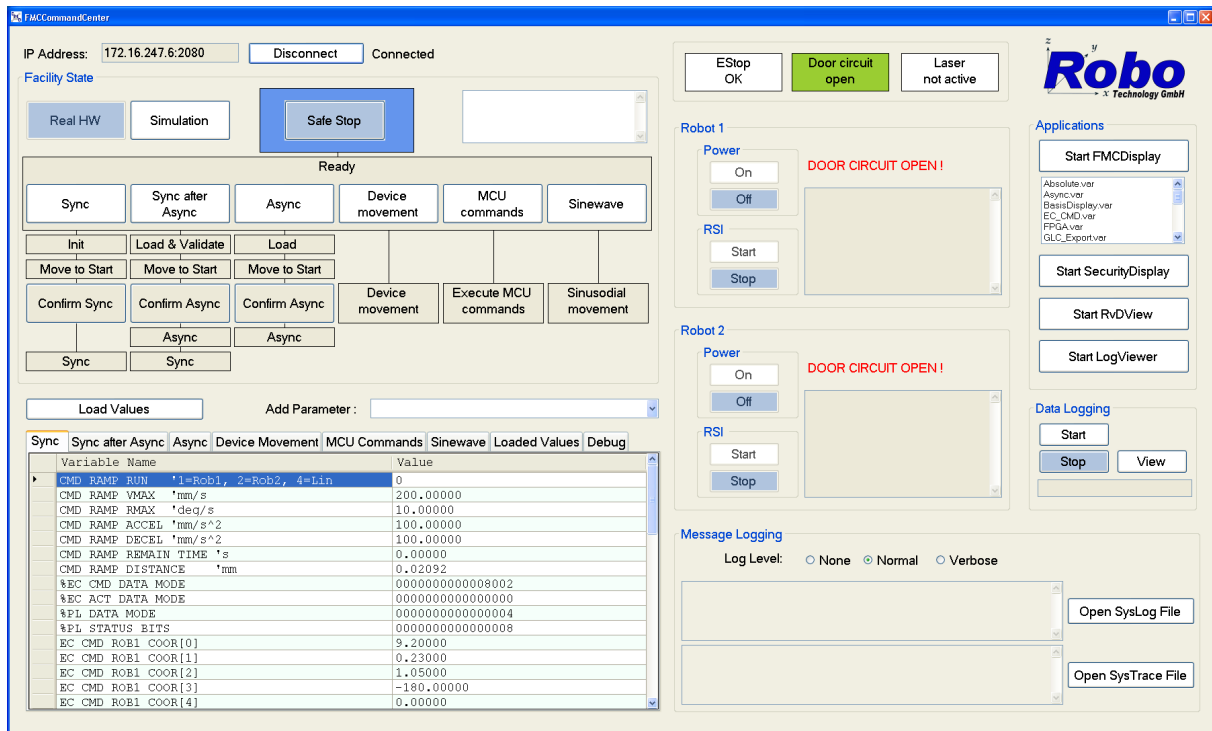 FMCCommandCenter
IP Address: 172.16.247.6:2080 Disconnect Connected
Facility State
Real HW Simulation Safe Stop
Ready
Sync Sync after Async Async Device movement MCU commands Sinewave
Init Load & Validate Load
Move to Start Move to Start Move to Start
Confirm Sync Confirm Async Confirm Async Device movement Execute MCU commands Sinusodial movement
Async Async
Sync Sync
Load Values Add Parameter :
Sync Sync after Async Async Device Movement MCU Commands Sinewave Loaded Values Debug
Variable Name Value
CMD RAMP RUN '1=Rob1, 2=Rob2, 4=Lin 0
CMD RAMP VMAX 'mm/s 200.00000
CMD RAMP RMAX 'deg/s 10.00000
CMD RAMP ACCEL 'mm/s^2 100.00000
CMD RAMP DECEL 'mm/s^2 100.00000
CMD RAMP REMAIN TIME 's 0.00000
CMD RAMP DISTANCE 'mm 0.02092
%EC CMD DATA MODE 0000000000008002
%EC ACT DATA MODE 0000000000000000
%PL DATA MODE 0000000000000004
%PL STATUS BITS 0000000000000008
EC CMD ROB1 COOR[0] 9.20000
EC CMD ROB1 COOR[1] 0.23000
EC CMD ROB1 COOR[2] 1.05000
EC CMD ROB1 COOR[3] -180.00000
EC CMD ROB1 COOR[4] 0.00000
EStop OK
Door circuit open
Laser not active
Robot 1
Power
On
Off
DOOR CIRCUIT OPEN !
RSI
Start
Stop
Robot 2
Power
On
Off
DOOR CIRCUIT OPEN !
RSI
Start
Stop
z y x
Robo
Technology GmbH
Applications
Start FMCDisplay
Absolute.var
Async.var
BasisDisplay.var
EC_CMD.var
FPGA.var
GLC_Export.var
Start SecurityDisplay
Start RvDView
Start LogViewer
Data Logging
Start
Stop View
Message Logging
Log Level: None Normal Verbose
Open SysLog File
Open SysTrace File